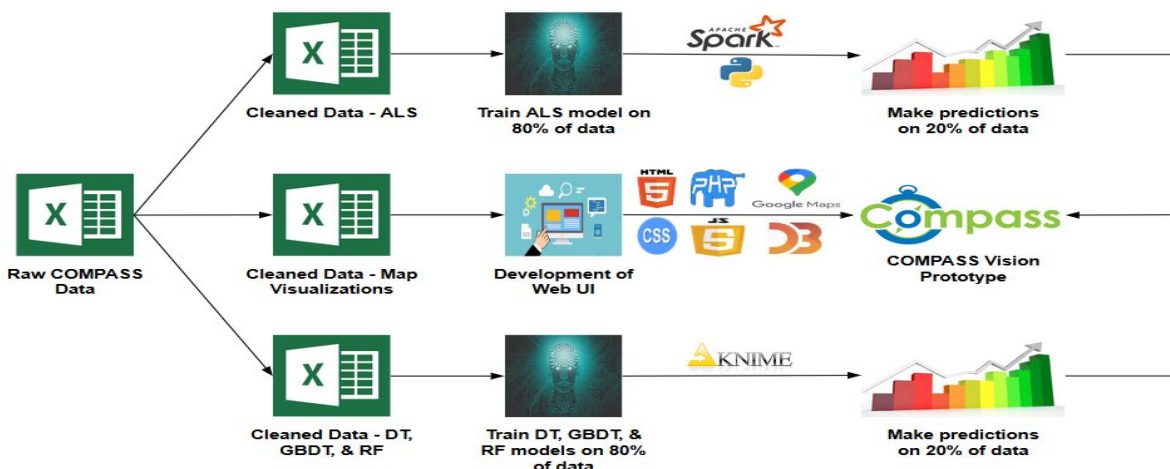 APACHE
Spark
Cleaned Data - ALS
Train ALS model on
80% of data
Make predictions
on 20% of data
HTML
5
PHP
Google Maps
CSS
JS
5
D3
Compass
Raw COMPASS
Data
Cleaned Data - Map
Visualizations
Development of
Web UI
COMPASS Vision
Prototype
KNIME
Cleaned Data - DT,
GBDT, & RF
Train DT, GBDT, &
RF models on 80%
of data
Make predictions
on 20% of data